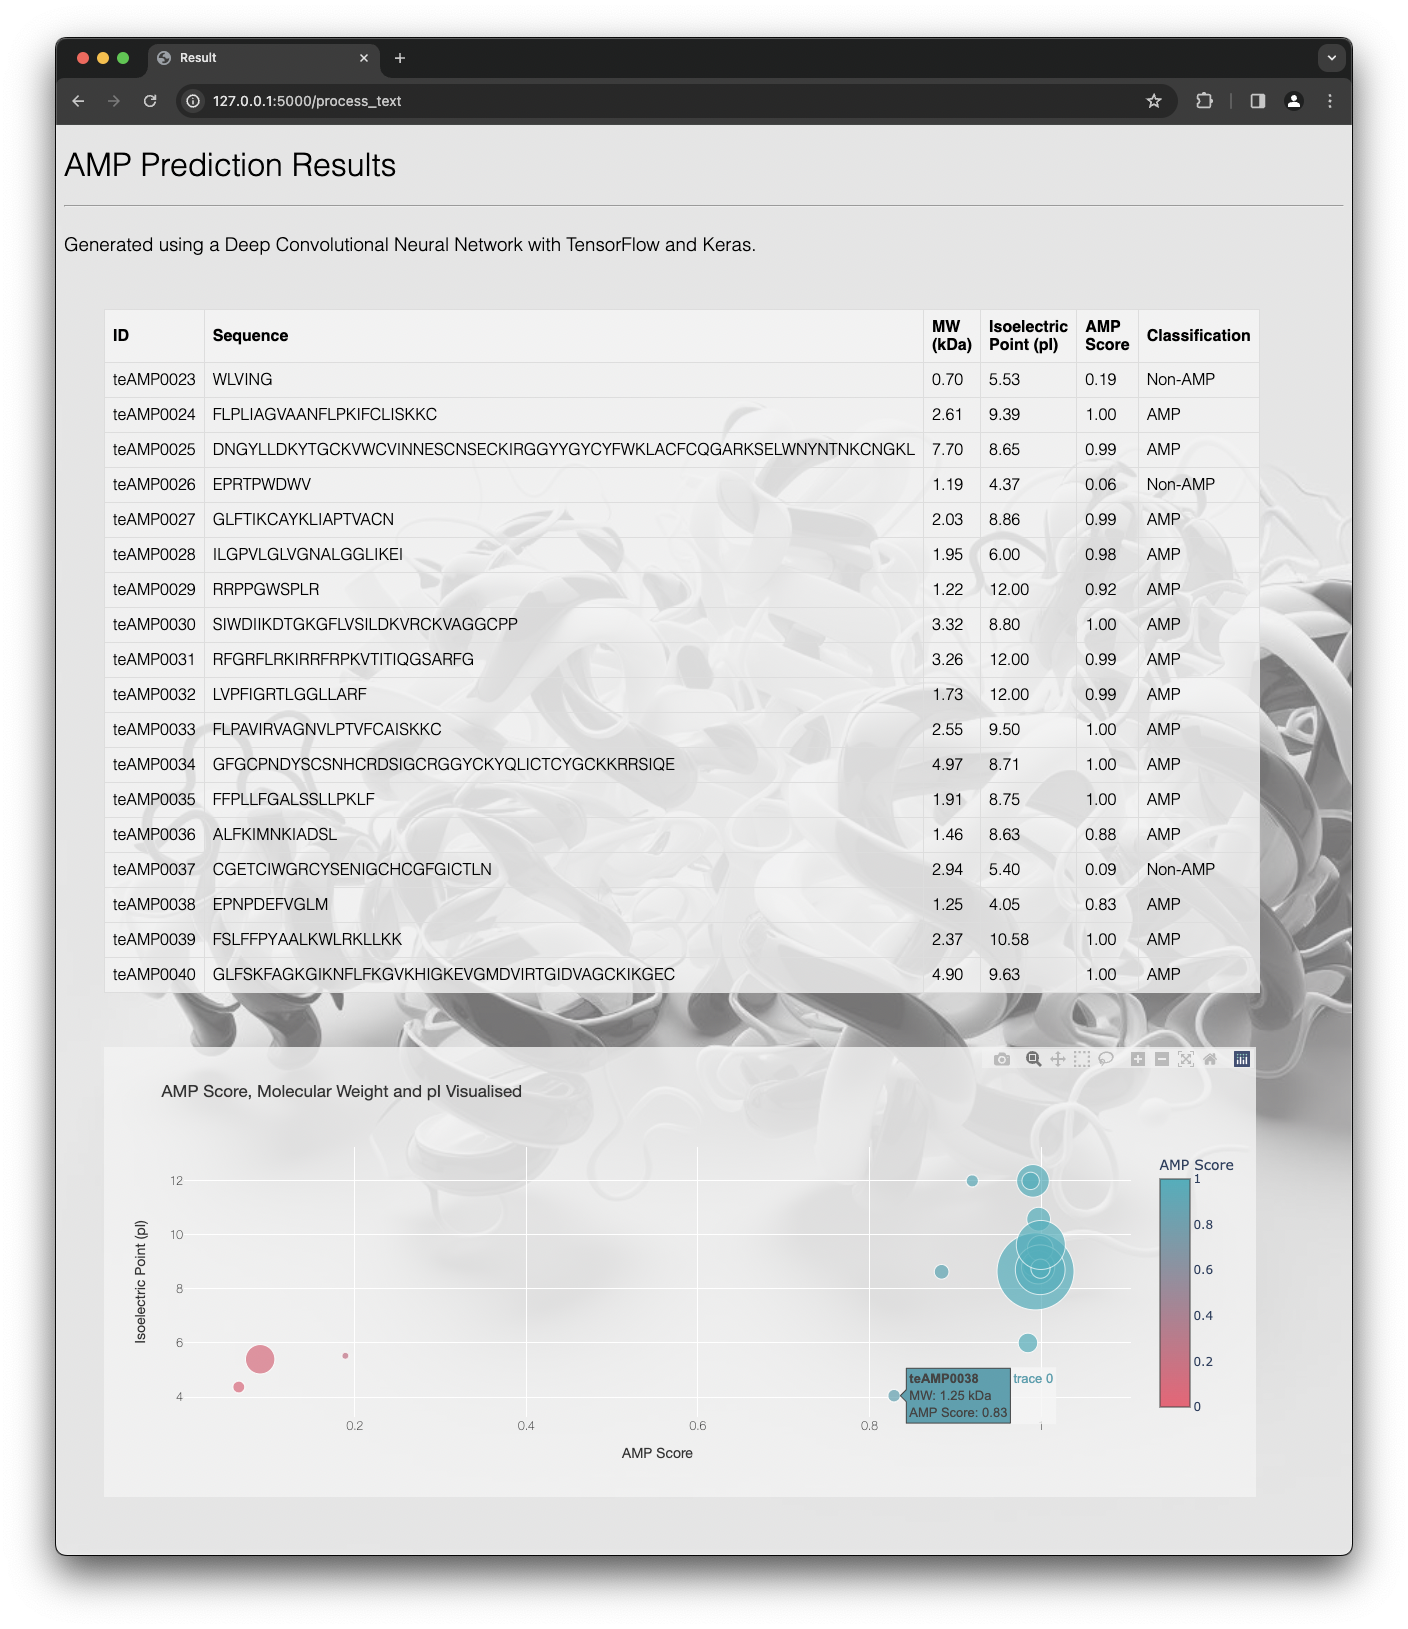 Result
127.0.0.1:5000/process_text
AMP Prediction Results
Generated using a Deep Convolutional Neural Network with TensorFlow and Keras.
ID Sequence MW (kDa) Isoelectric Point (pI) AMP Score Classification
teAMP0023 WLVING 0.70 5.53 0.19 Non-AMP
teAMP0024 FLPLIAGVAANFLPKIFCLISKKC 2.61 9.39 1.00 AMP
teAMP0025 DNGYLLDKYTGCKVWCVINNESCNSECKIRGGYYGYCYFWKLACFCQGARKSELWNYNTNKCNGKL 7.70 8.65 0.99 AMP
teAMP0026 EPRTPWDWV 1.19 4.37 0.06 Non-AMP
teAMP0027 GLFTIKCAYKLIAPTVACN 2.03 8.86 0.99 AMP
teAMP0028 ILGPVLGLVGNALGGLIKEI 1.95 6.00 0.98 AMP
teAMP0029 RRPPGWSPLR 1.22 12.00 0.92 AMP
teAMP0030 SIWDIIKDTGKGFLVSILDKVRCKVAGGCPP 3.32 8.80 1.00 AMP
teAMP0031 RFGRFLRKIRRFRPKVTITIQGSARFG 3.26 12.00 0.99 AMP
teAMP0032 LVPFIGRTLGGLLARF 1.73 12.00 0.99 AMP
teAMP0033 FLPAVIRVAGNVLPTVFCAISKKC 2.55 9.50 1.00 AMP
teAMP0034 GFGCPNDYSCSNHCRDSIGCRGGYCKYQLICTCYGCKKRRSIQE 4.97 8.71 1.00 AMP
teAMP0035 FFPLLFGALSSLLPKLF 1.91 8.75 1.00 AMP
teAMP0036 ALFKIMNKIADSL 1.46 8.63 0.88 AMP
teAMP0037 CGETCIWGRCYSENIGCHCGFGICTLN 2.94 5.40 0.09 Non-AMP
teAMP0038 EPNPDEFVGLM 1.25 4.05 0.83 AMP
teAMP0039 FSLFFPYAALKWLRKLLKK 2.37 10.58 1.00 AMP
teAMP0040 GLFSKFAGKGIKNFLFKGVKHIGKEVGMDVIRTGIDVAGCKIKGEC 4.90 9.63 1.00 AMP
AMP Score, Molecular Weight and pI Visualised
Isoelectric Point (pI)
12
10
8
6
4
teAMP0038
MW: 1.25 kDa
AMP Score: 0.83
trace 0
0.2 0.4 0.6 0.8 1
AMP Score
AMP Score
1
0.8
0.6
0.4
0.2
0